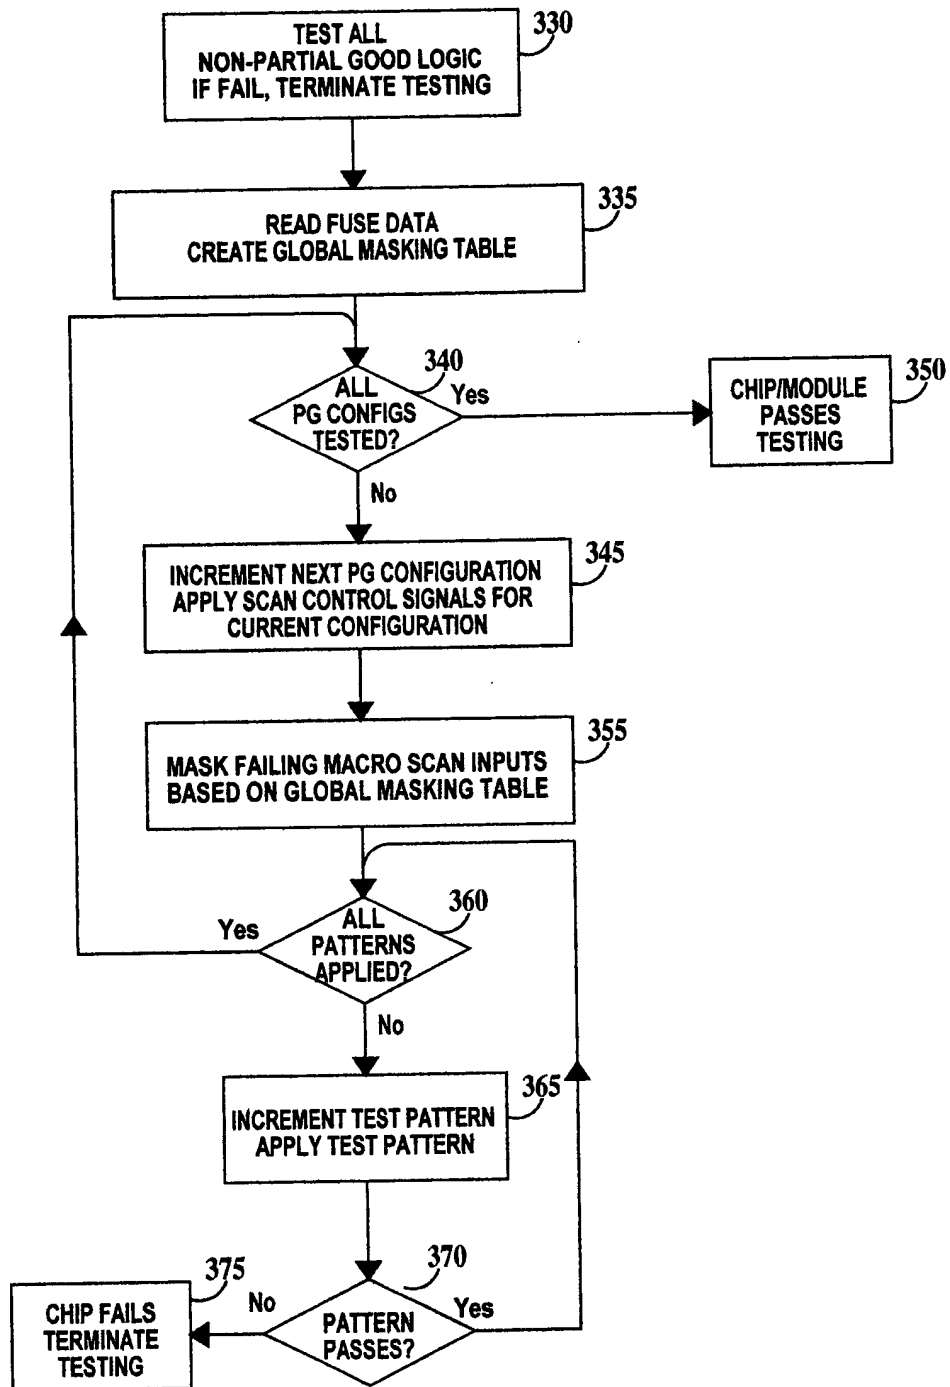 TEST ALL
NON-PARTIAL GOOD LOGIC
IF FAIL, TERMINATE TESTING
330
READ FUSE DATA
CREATE GLOBAL MASKING TABLE
335
ALL
PG CONFIGS
TESTED?
340
Yes
No
CHIP/MODULE
PASSES
TESTING
350
INCREMENT NEXT PG CONFIGURATION
APPLY SCAN CONTROL SIGNALS FOR
CURRENT CONFIGURATION
345
MASK FAILING MACRO SCAN INPUTS
BASED ON GLOBAL MASKING TABLE
355
ALL
PATTERNS
APPLIED?
360
Yes
No
INCREMENT TEST PATTERN
APPLY TEST PATTERN
365
PATTERN
PASSES?
370
No
Yes
CHIP FAILS
TERMINATE
TESTING
375